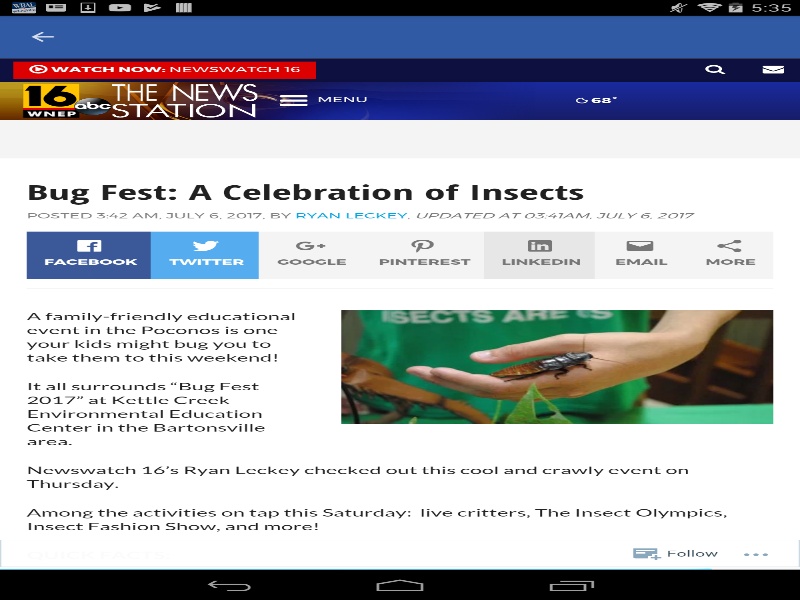 5:35
WATCH NOW: NEWSWATCH 16
16
WNEP
abc
THE NEWS
STATION
MENU
68°
Bug Fest: A Celebration of Insects
POSTED 3:42 AM, JULY 6, 2017, BY RYAN LECKEY, UPDATED AT 03:41AM, JULY 6, 2017
FACEBOOK
TWITTER
G+
GOOGLE
PINTEREST
in
LINKEDIN
EMAIL
MORE
A family-friendly educational
event in the Poconos is one
your kids might bug you to
take them to this weekend!
It all surrounds “Bug Fest
2017” at Kettle Creek
Environmental Education
Center in the Bartonsville
area.
INSECTS ARE
Newswatch 16’s Ryan Leckey checked out this cool and crawly event on
Thursday.
Among the activities on tap this Saturday:  live critters, The Insect Olympics,
Insect Fashion Show, and more!
QUICK FACTS
Follow